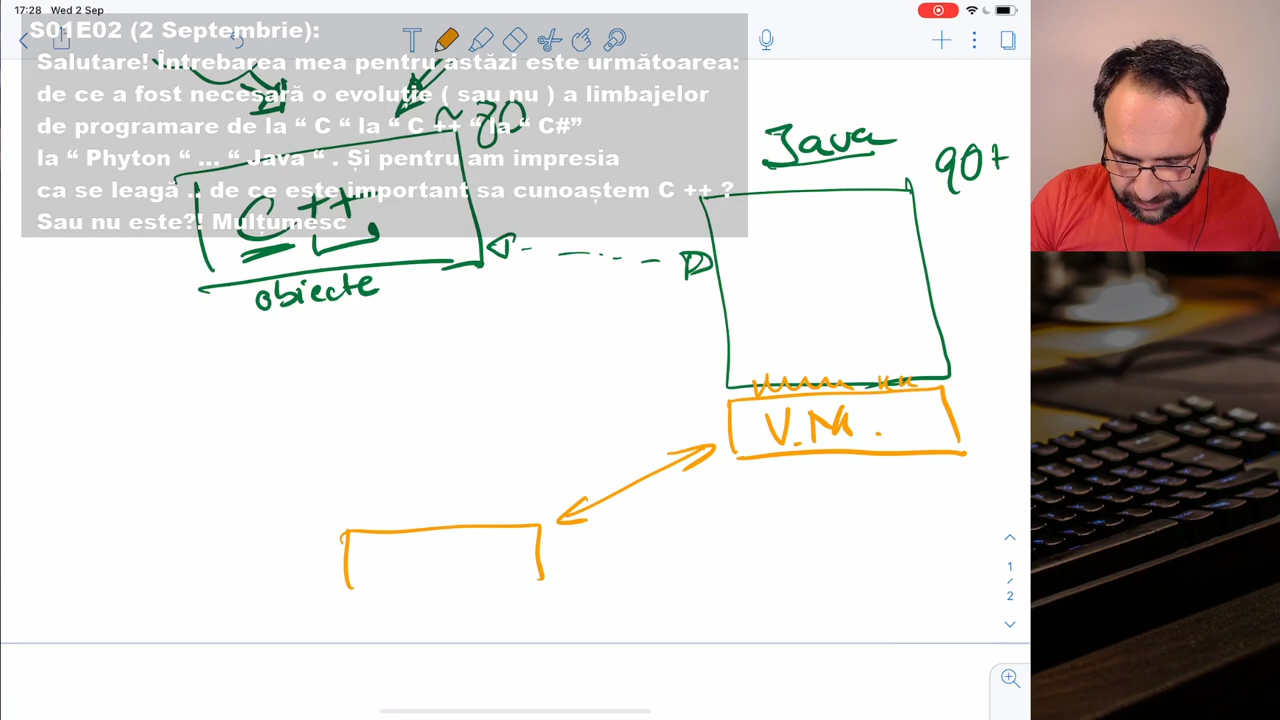 17:28 Wed 2 Sep
S01E02 (2 Septembrie):
Salutare! Întrebarea mea pentru astăzi este următoarea:
de ce a fost necesară o evoluție ( sau nu ) a limbajelor
de programare de la “ C “ la “ C ++ “ la “ C#”
la “ Phyton “ ... “ Java “ . Și pentru am impresia
ca se leagă .. de ce este important sa cunoaștem C ++ ?
Sau nu este?! Mulțumesc
~ 80
Java
90+
C ++
obiecte
V.M.
1
/
2